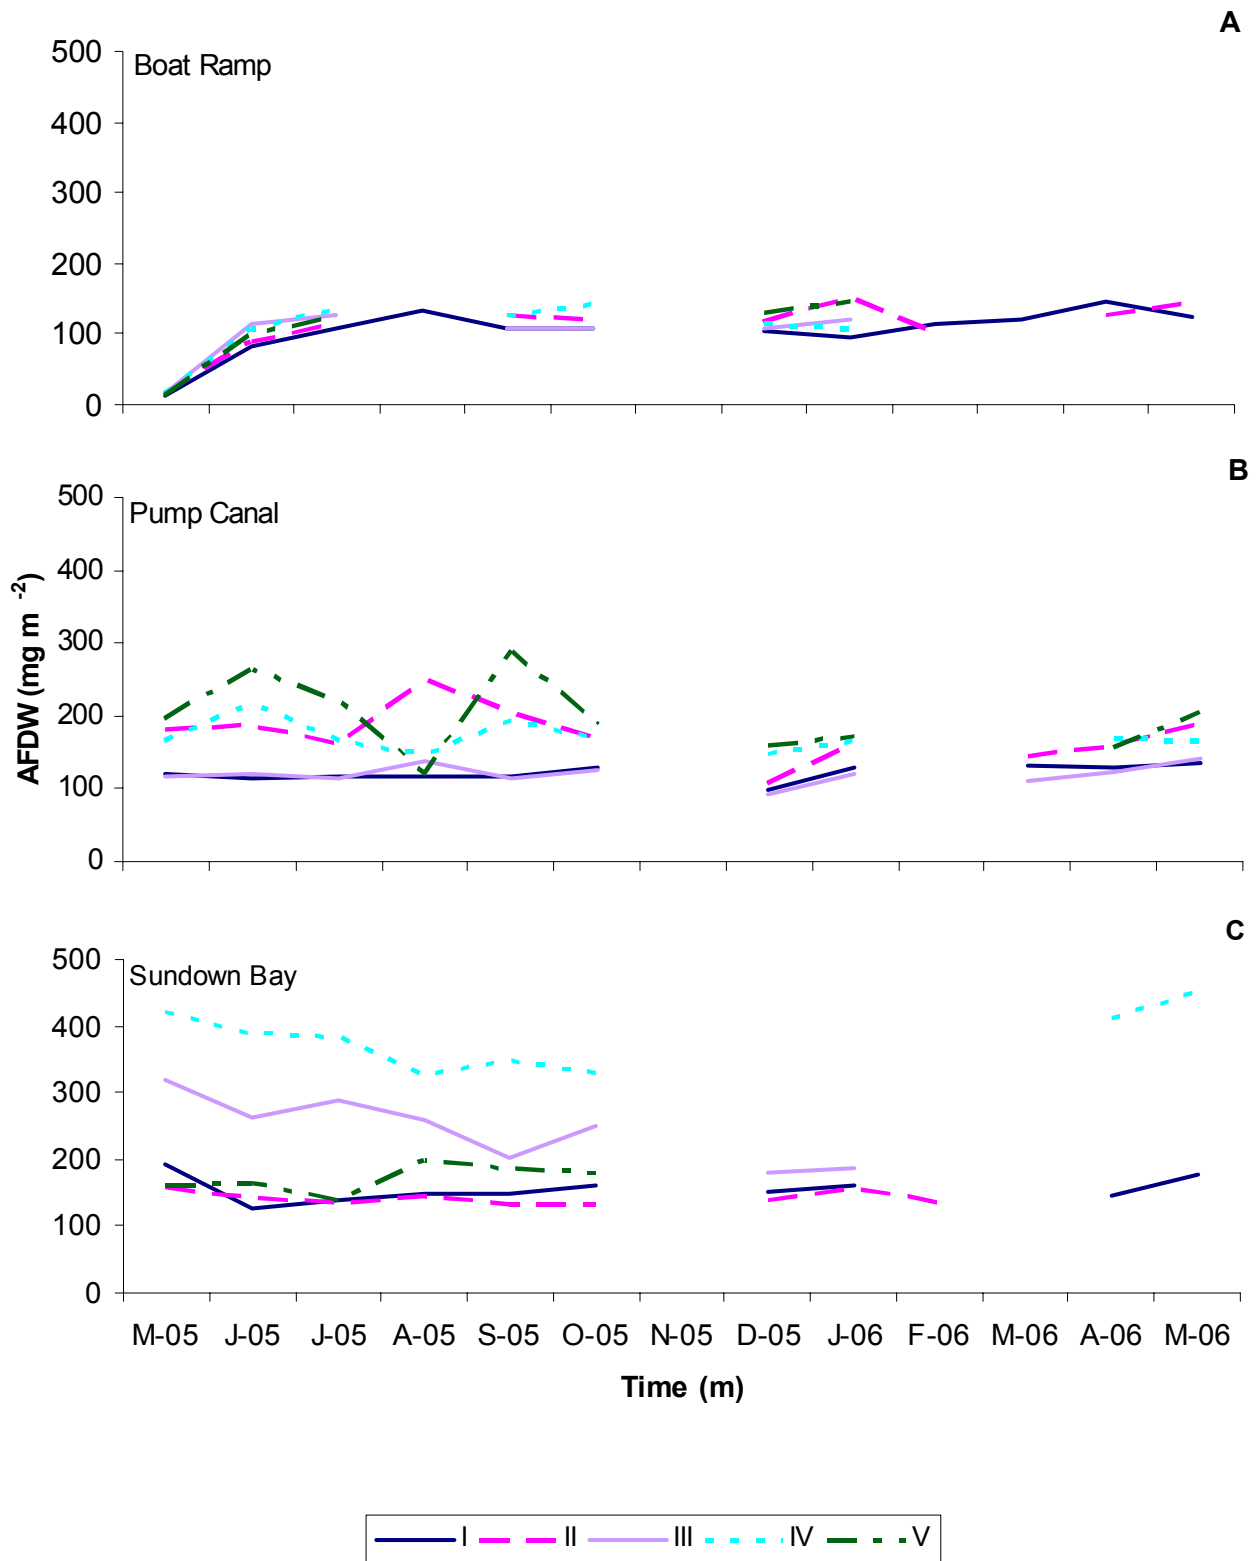 A
Boat Ramp
500
400
300
200
100
0
B
Pump Canal
500
400
300
200
100
0
AFDW (mg m -2)
C
Sundown Bay
500
400
300
200
100
0
M-05 J-05 J-05 A-05 S-05 O-05 N-05 D-05 J-06 F-06 M-06 A-06 M-06
Time (m)
I II III IV V